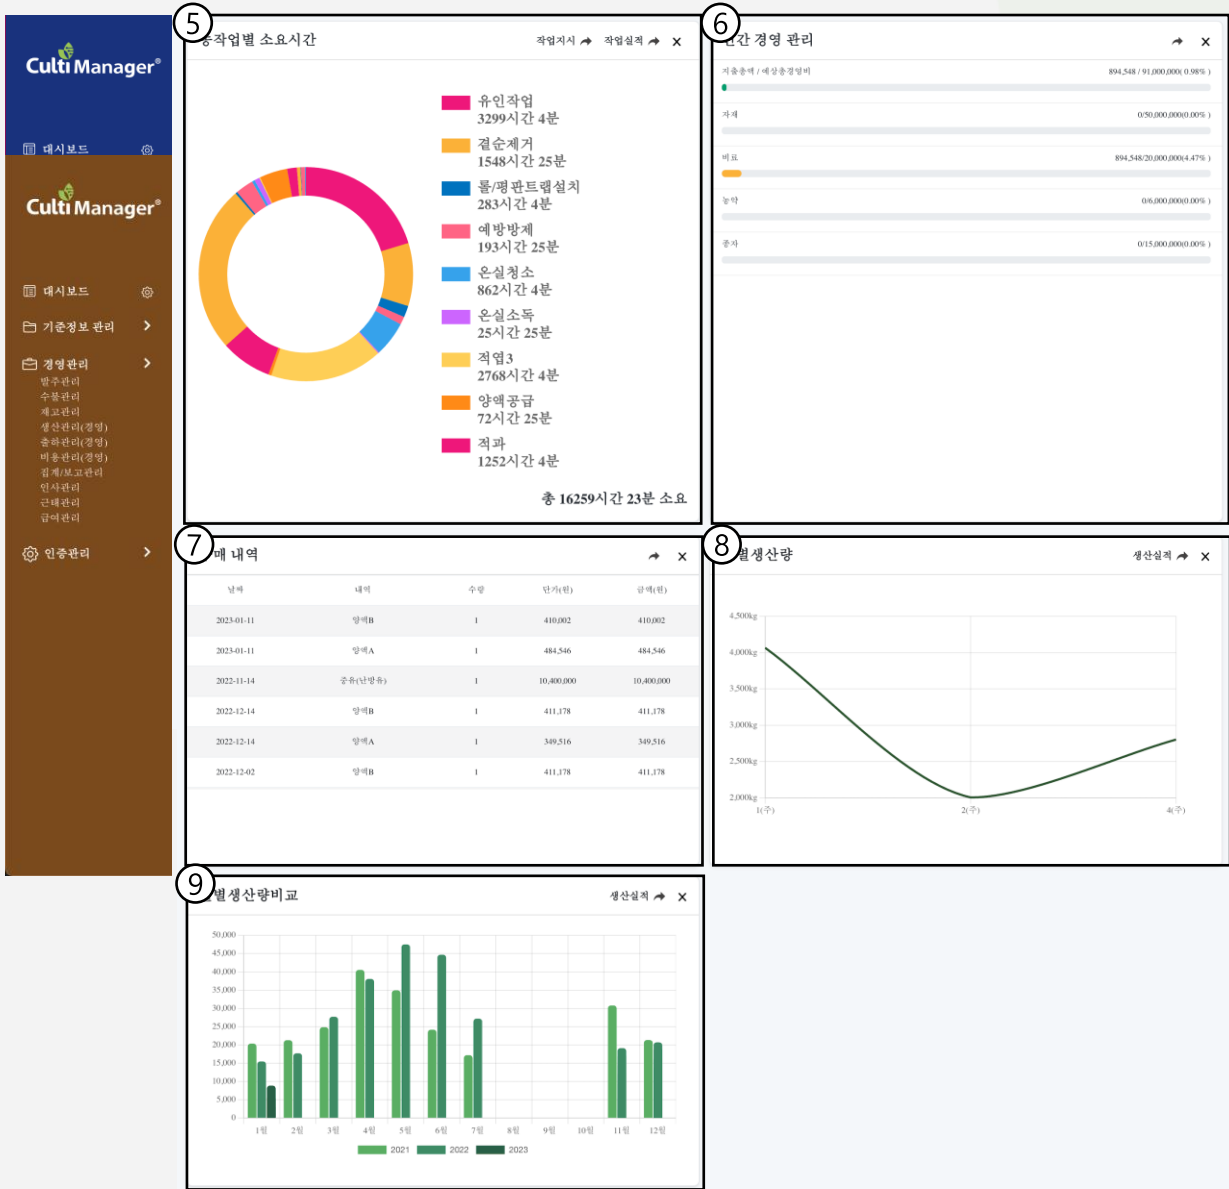 Culti Manager®
대시보드
Culti Manager®
대시보드
기준정보 관리
경영관리
발주관리
수불관리
재고관리
생산관리(경영)
출하관리(경영)
비용관리(경영)
집계/보고관리
인사관리
근태관리
급여관리
인증관리
5
농작업별 소요시간
작업지시 작업실적 X
유인작업
3299시간 4분
곁순제거
1548시간 25분
롤/평판트랩설치
283시간 4분
예방방제
193시간 25분
온실청소
862시간 4분
온실소독
25시간 25분
적엽3
2768시간 4분
양액공급
72시간 25분
적과
1252시간 4분
총 16259시간 23분 소요
6
간 경영 관리 X
지출총액 / 예상총경영비 894,548 / 91,000,000( 0.98% )
자재 0/50,000,000(0.00% )
비료 894,548/20,000,000(4.47% )
농약 0/6,000,000(0.00% )
종자 0/15,000,000(0.00% )
7
매 내역 X
날짜 내역 수량 단가(원) 금액(원)
2023-01-11 양액B 1 410,002 410,002
2023-01-11 양액A 1 484,546 484,546
2022-11-14 중유(난방유) 1 10,400,000 10,400,000
2022-12-14 양액B 1 411,178 411,178
2022-12-14 양액A 1 349,516 349,516
2022-12-02 양액B 1 411,178 411,178
8
별생산량 생산실적 X
4,500kg
4,000kg
3,500kg
3,000kg
2,500kg
2,000kg
1(주) 2(주) 4(주)
9
별생산량비교 생산실적 X
50,000
45,000
40,000
35,000
30,000
25,000
20,000
15,000
10,000
5,000
0
1월 2월 3월 4월 5월 6월 7월 8월 9월 10월 11월 12월
2021 2022 2023